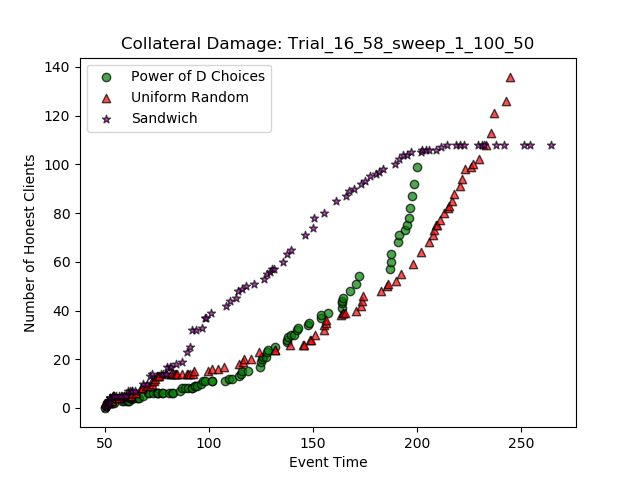 Collateral Damage: Trial_16_58_sweep_1_100_50
Power of D Choices
Uniform Random
Sandwich
Number of Honest Clients
140
120
100
80
60
40
20
0
50 100 150 200 250
Event Time